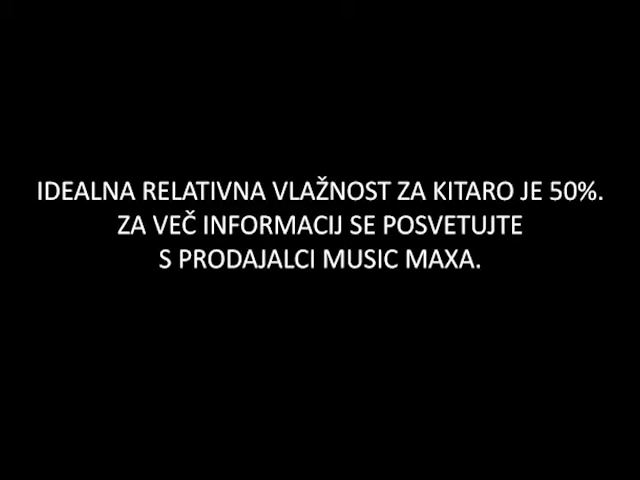 IDEALNA RELATIVNA VLAŽNOST ZA KITARO JE 50%.
ZA VEČ INFORMACIJ SE POSVETUJTE
S PRODAJALCI MUSIC MAXA.